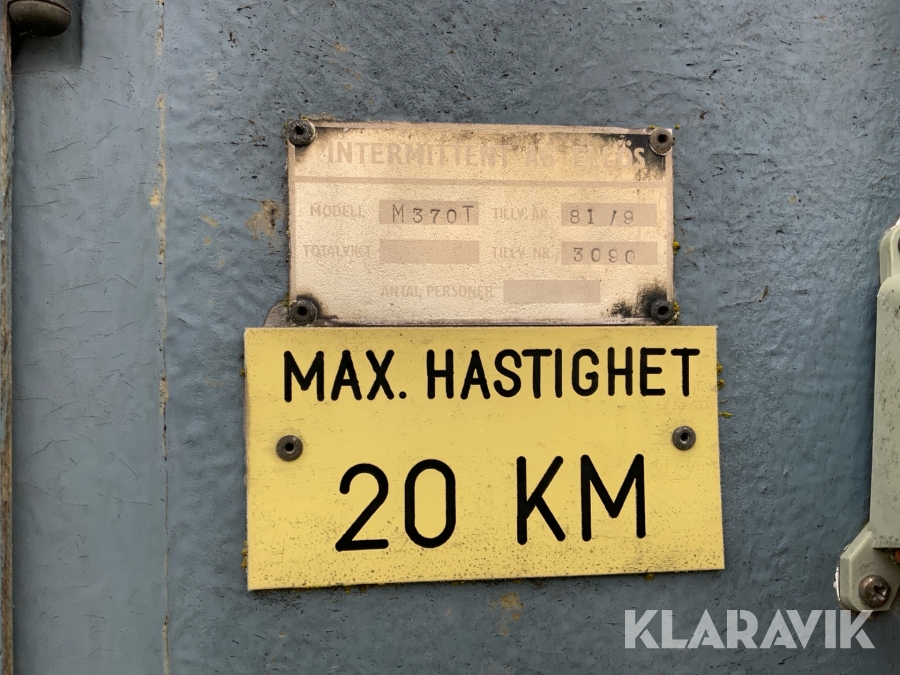 INTERMITTENT
MODELL M370T TILLV. ÅR 81/9
TOTALVIKT TILLV. NR. 3090
ANTAL PERSONER
MAX. HASTIGHET
20 KM
KLARAVIK